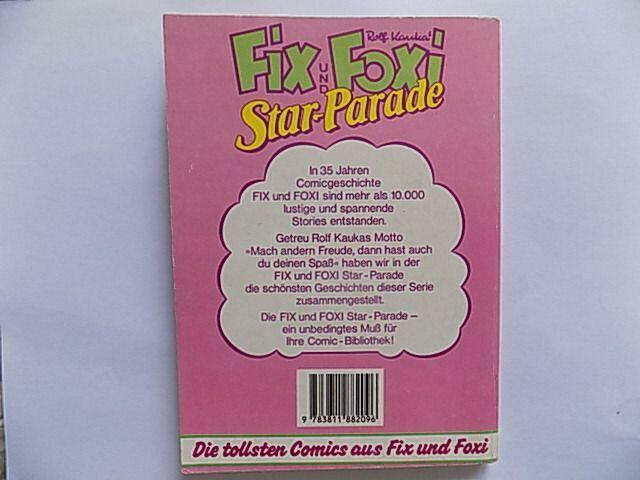 Rolf Kauka's
Fix UND Foxi
Star-Parade
In 35 Jahren
Comicgeschichte
FIX und FOXI sind mehr als 10.000
lustige und spannende
Stories entstanden.
Getreu Rolf Kaukas Motto
»Mach andern Freude, dann hast auch
du deinen Spaß« haben wir in der
FIX und FOXI Star-Parade
die schönsten Geschichten dieser Serie
zusammengestellt.
Die FIX und FOXI Star-Parade –
ein unbedingtes Muß für
Ihre Comic-Bibliothek!
9 783811 882096
Die tollsten Comics aus Fix und Foxi